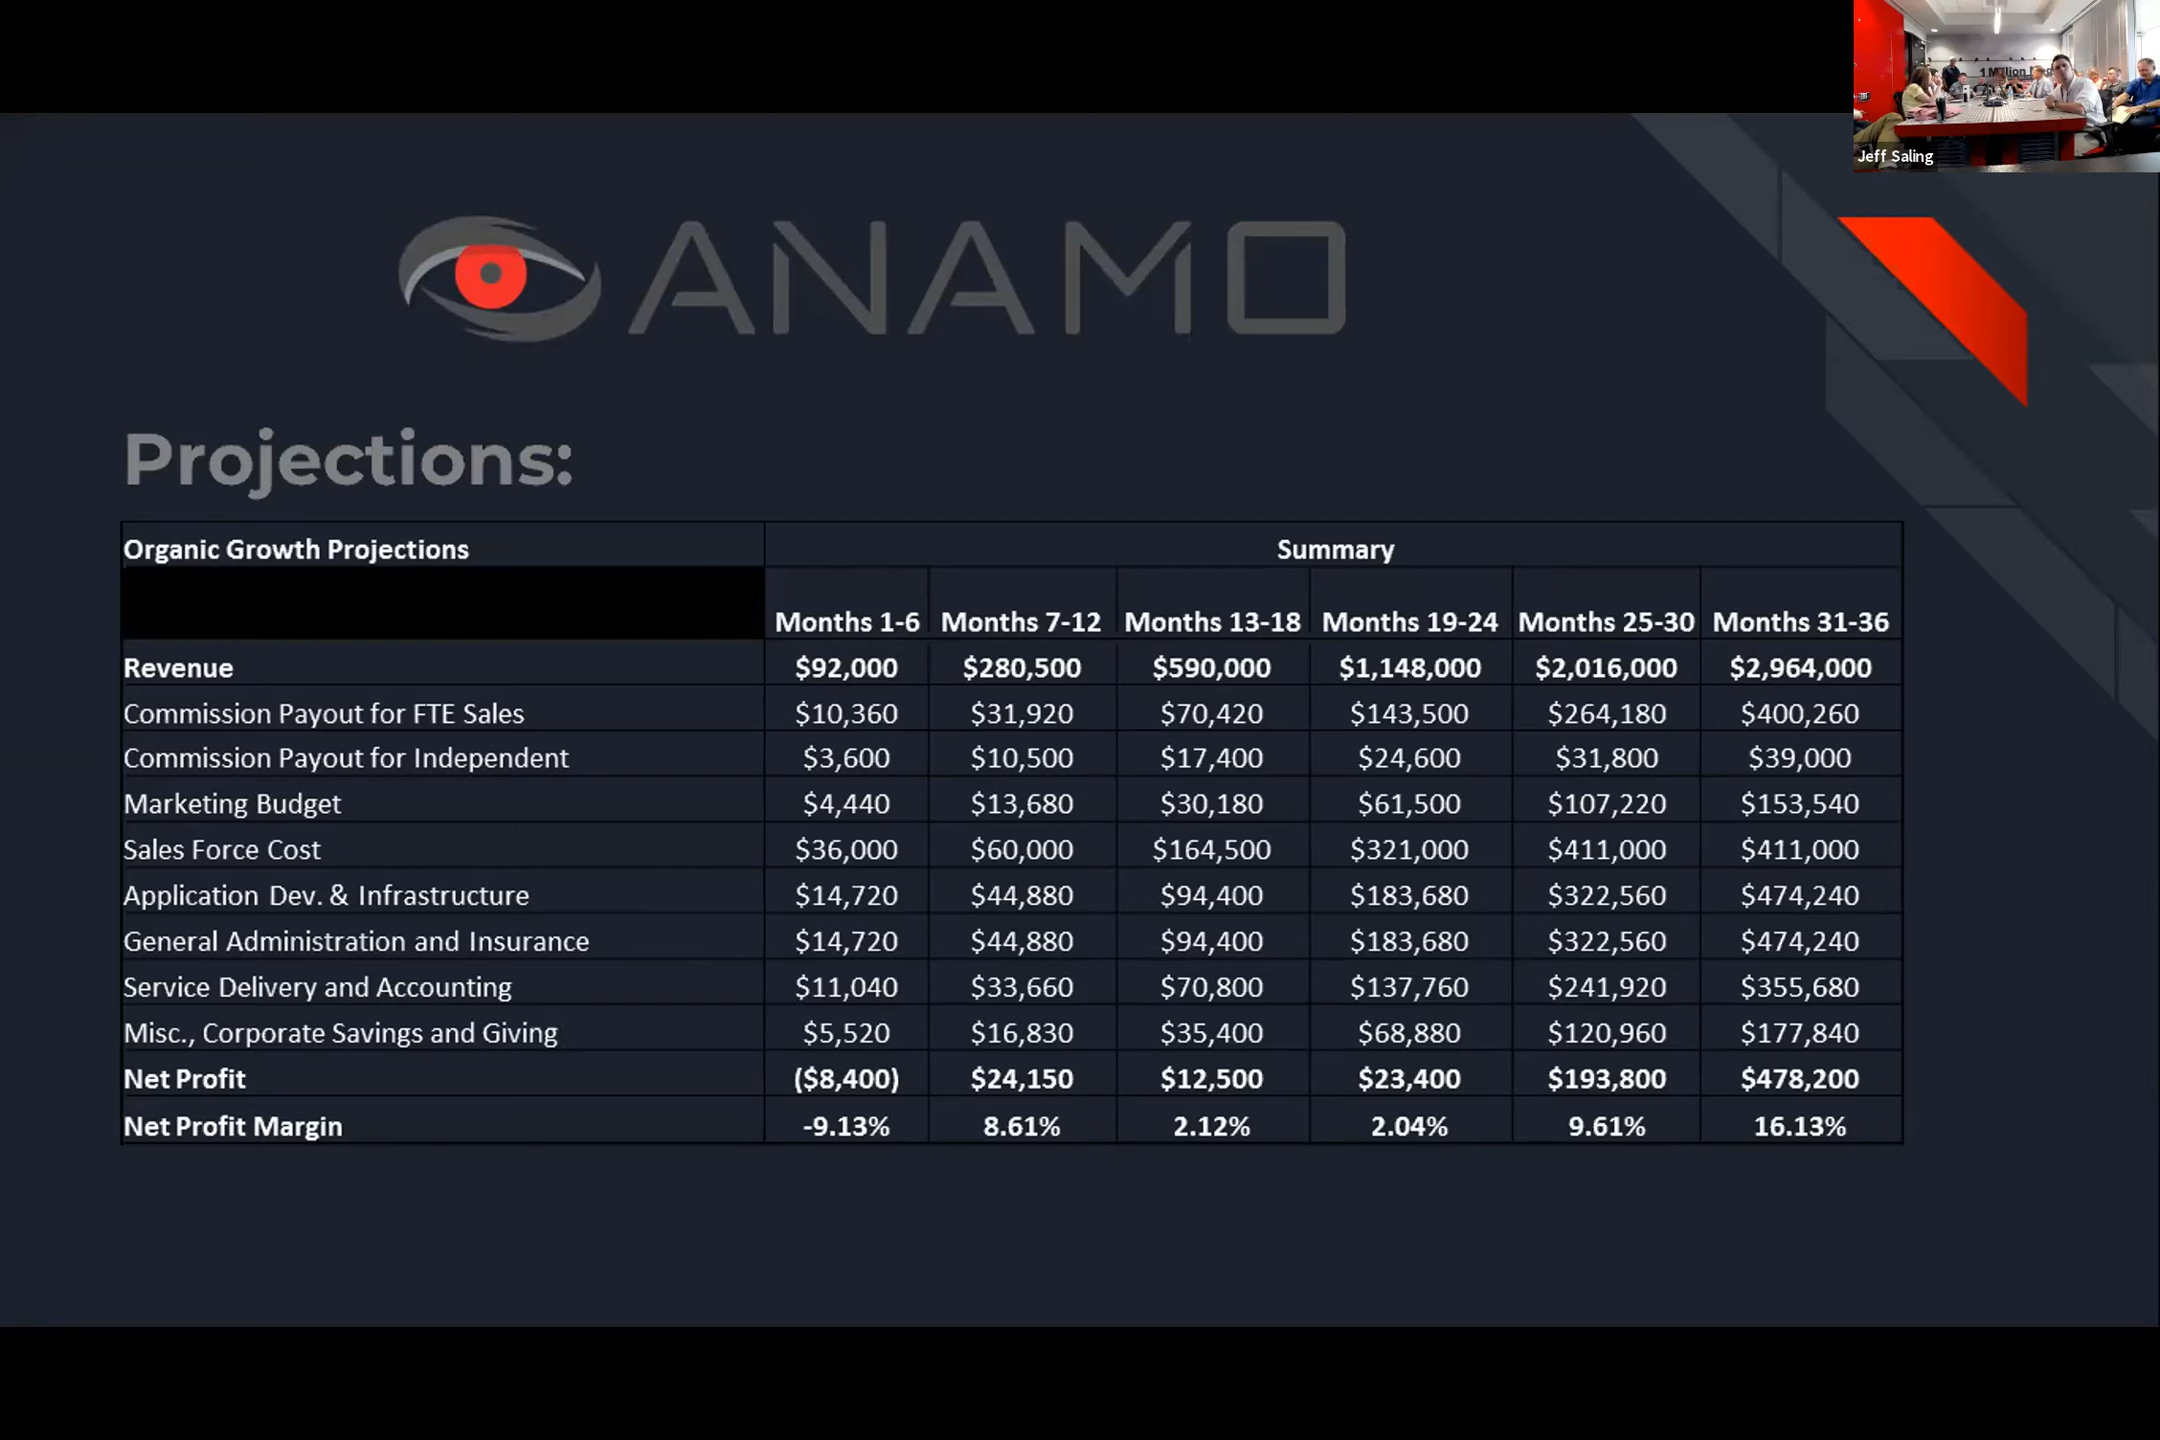 1 Million
Jeff Saling
ANAMO
Projections:
Organic Growth Projections Summary
Months 1-6 Months 7-12 Months 13-18 Months 19-24 Months 25-30 Months 31-36
Revenue $92,000 $280,500 $590,000 $1,148,000 $2,016,000 $2,964,000
Commission Payout for FTE Sales $10,360 $31,920 $70,420 $143,500 $264,180 $400,260
Commission Payout for Independent $3,600 $10,500 $17,400 $24,600 $31,800 $39,000
Marketing Budget $4,440 $13,680 $30,180 $61,500 $107,220 $153,540
Sales Force Cost $36,000 $60,000 $164,500 $321,000 $411,000 $411,000
Application Dev. & Infrastructure $14,720 $44,880 $94,400 $183,680 $322,560 $474,240
General Administration and Insurance $14,720 $44,880 $94,400 $183,680 $322,560 $474,240
Service Delivery and Accounting $11,040 $33,660 $70,800 $137,760 $241,920 $355,680
Misc., Corporate Savings and Giving $5,520 $16,830 $35,400 $68,880 $120,960 $177,840
Net Profit ($8,400) $24,150 $12,500 $23,400 $193,800 $478,200
Net Profit Margin -9.13% 8.61% 2.12% 2.04% 9.61% 16.13%